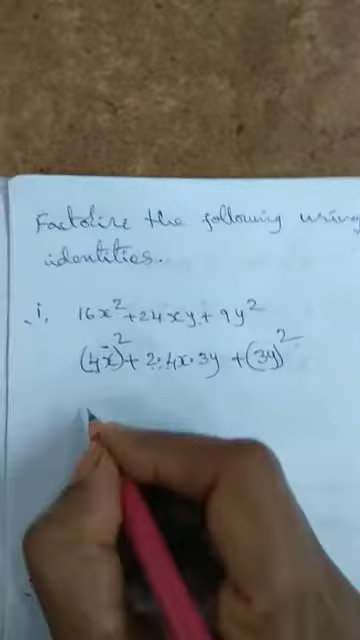 Factorise the following using
identities..
i, 16x² + 24xy + 9y²
(4x)² + 2·4x·3y + (3y)²